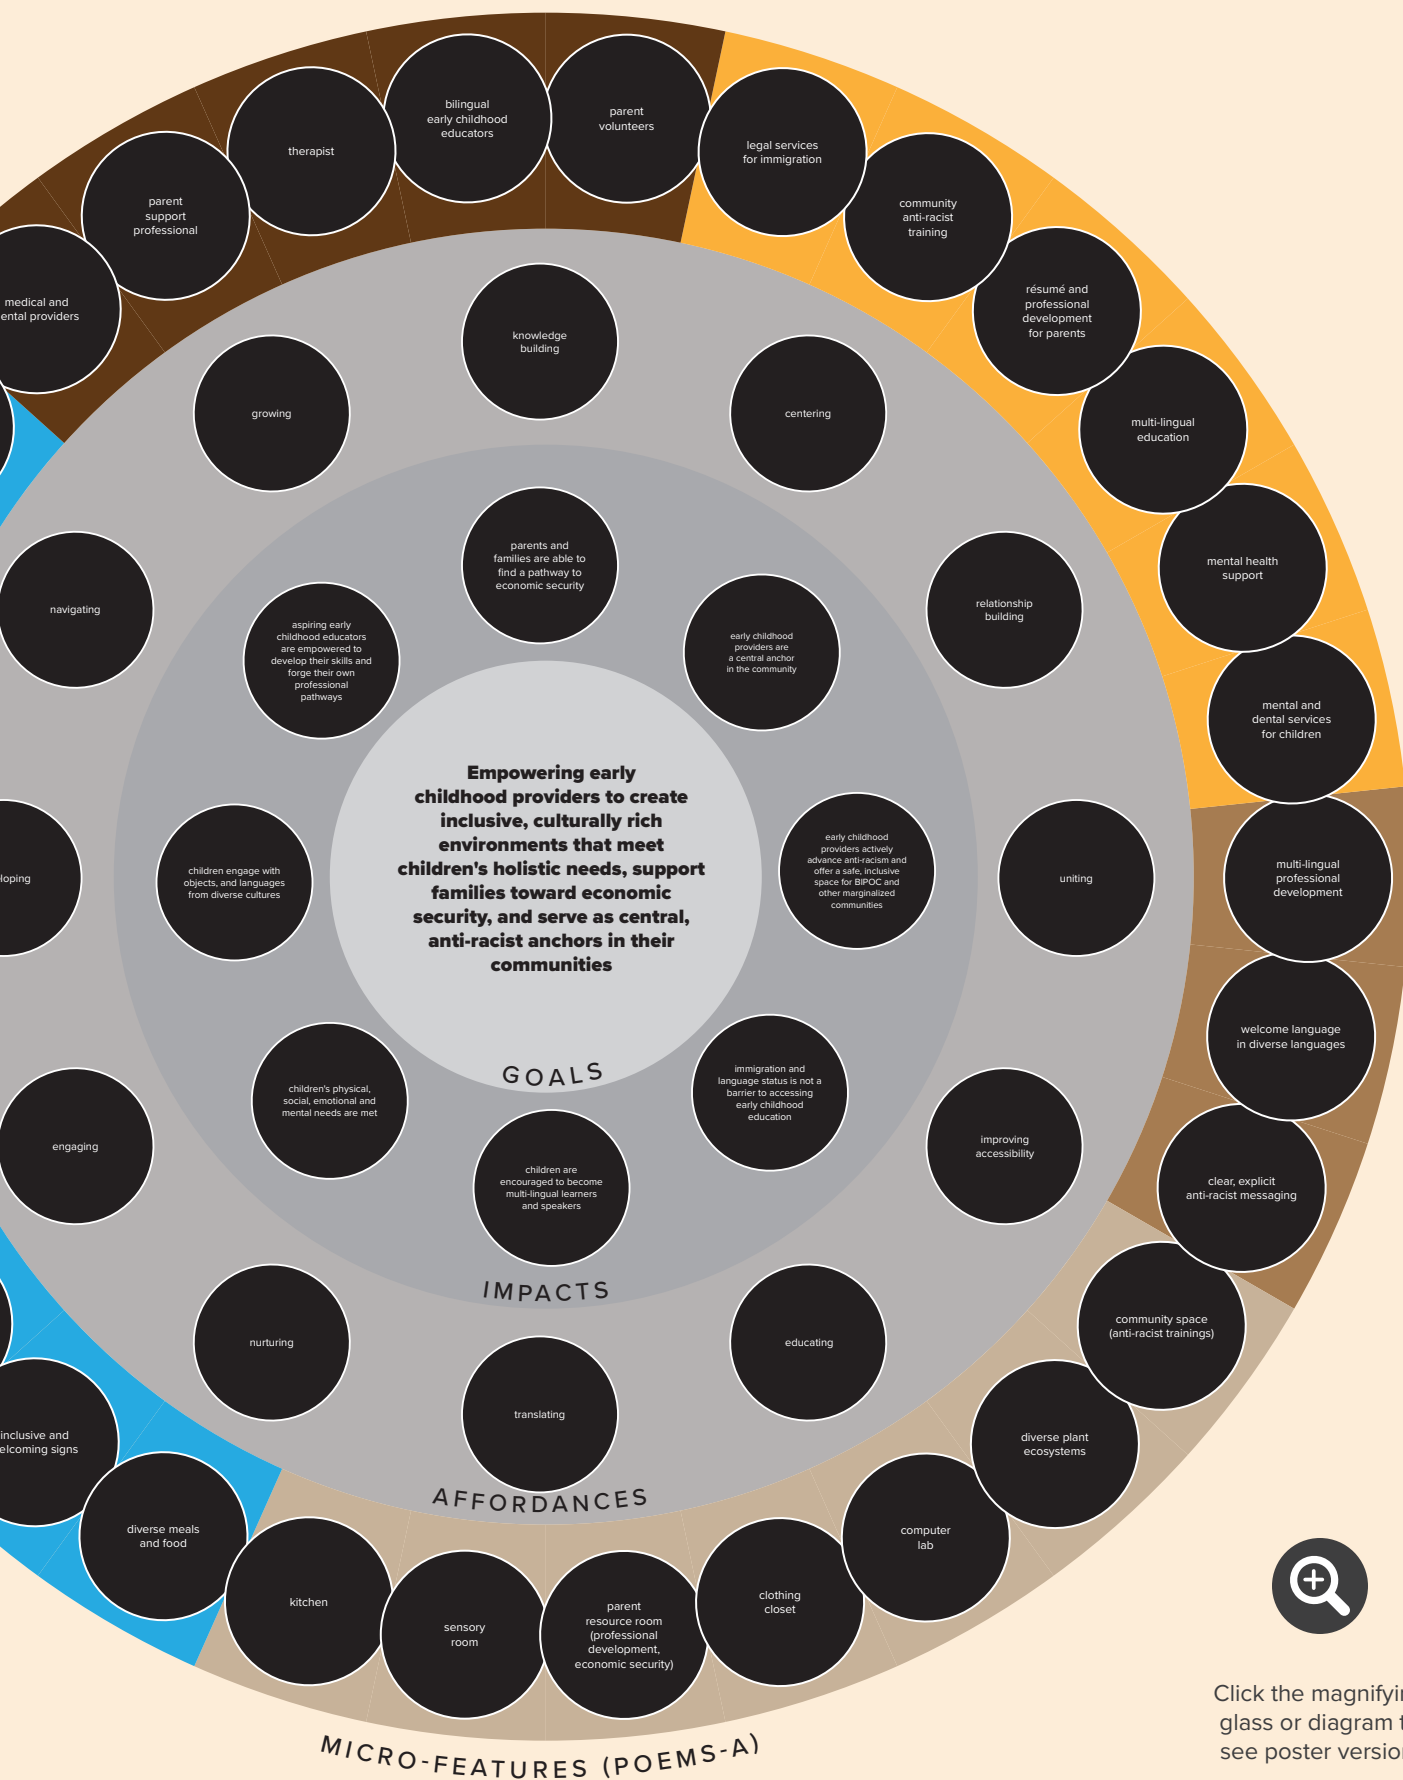 bilingual
early childhood
educators
parent
volunteers
therapist
legal services
for immigration
parent
support
professional
community
anti-racist
training
medical and
ental providers
résumé and
professional
development
for parents
multi-lingual
education
mental health
support
mental and
dental services
for children
multi-lingual
professional
development
welcome language
in diverse languages
clear, explicit
anti-racist messaging
community space
(anti-racist trainings)
diverse plant
ecosystems
computer
lab
clothing
closet
parent
resource room
(professional
development,
economic security)
sensory
room
kitchen
diverse meals
and food
inclusive and
elcoming signs
knowledge
building
growing
centering
navigating
relationship
building
loping
uniting
engaging
improving
accessibility
nurturing
educating
translating
parents and
families are able to
find a pathway to
economic security
aspiring early
childhood educators
are empowered to
develop their skills and
forge their own
professional
pathways
early childhood
providers are
a central anchor
in the community
children engage with
objects, and languages
from diverse cultures
early childhood
providers actively
advance anti-racism and
offer a safe, inclusive
space for BIPOC and
other marginalized
communities
children's physical,
social, emotional and
mental needs are met
immigration and
language status is not a
barrier to accessing
early childhood
education
children are
encouraged to become
multi-lingual learners
and speakers
Empowering early
childhood providers to create
inclusive, culturally rich
environments that meet
children's holistic needs, support
families toward economic
security, and serve as central,
anti-racist anchors in their
communities
GOALS
IMPACTS
AFFORDANCES
MICRO-FEATURES (POEMS-A)
Click the magnifyin
glass or diagram t
see poster version